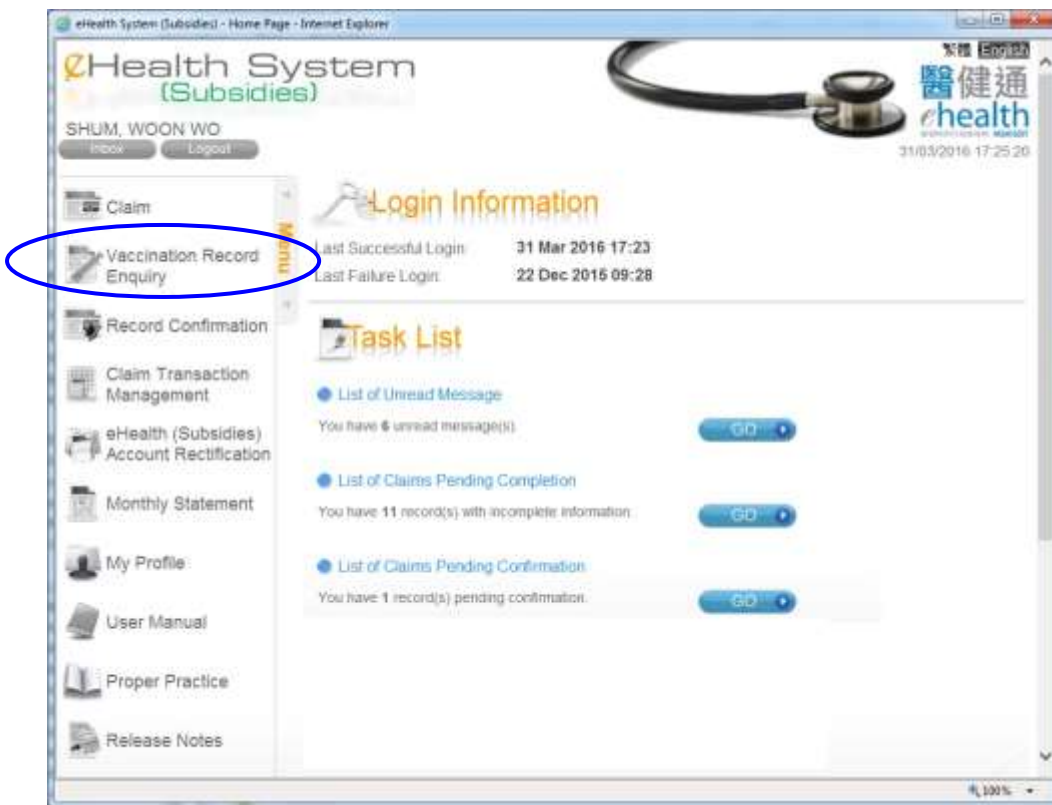 eHealth System (Subsidies) - Home Page - Internet Explorer
eHealth System
(Subsidies)
繁體 English
醫健通
ehealth
SHUM, WOON WO
Inbox Logout
31/03/2016 17:25:20
Claim
Vaccination Record
Enquiry
Record Confirmation
Claim Transaction
Management
eHealth (Subsidies)
Account Rectification
Monthly Statement
My Profile
User Manual
Proper Practice
Release Notes
Menu
Login Information
Last Successful Login: 31 Mar 2016 17:23
Last Failure Login: 22 Dec 2015 09:28
Task List
List of Unread Message
You have 6 unread message(s).
GO
List of Claims Pending Completion
You have 11 record(s) with incomplete information.
GO
List of Claims Pending Confirmation
You have 1 record(s) pending confirmation.
GO
100%